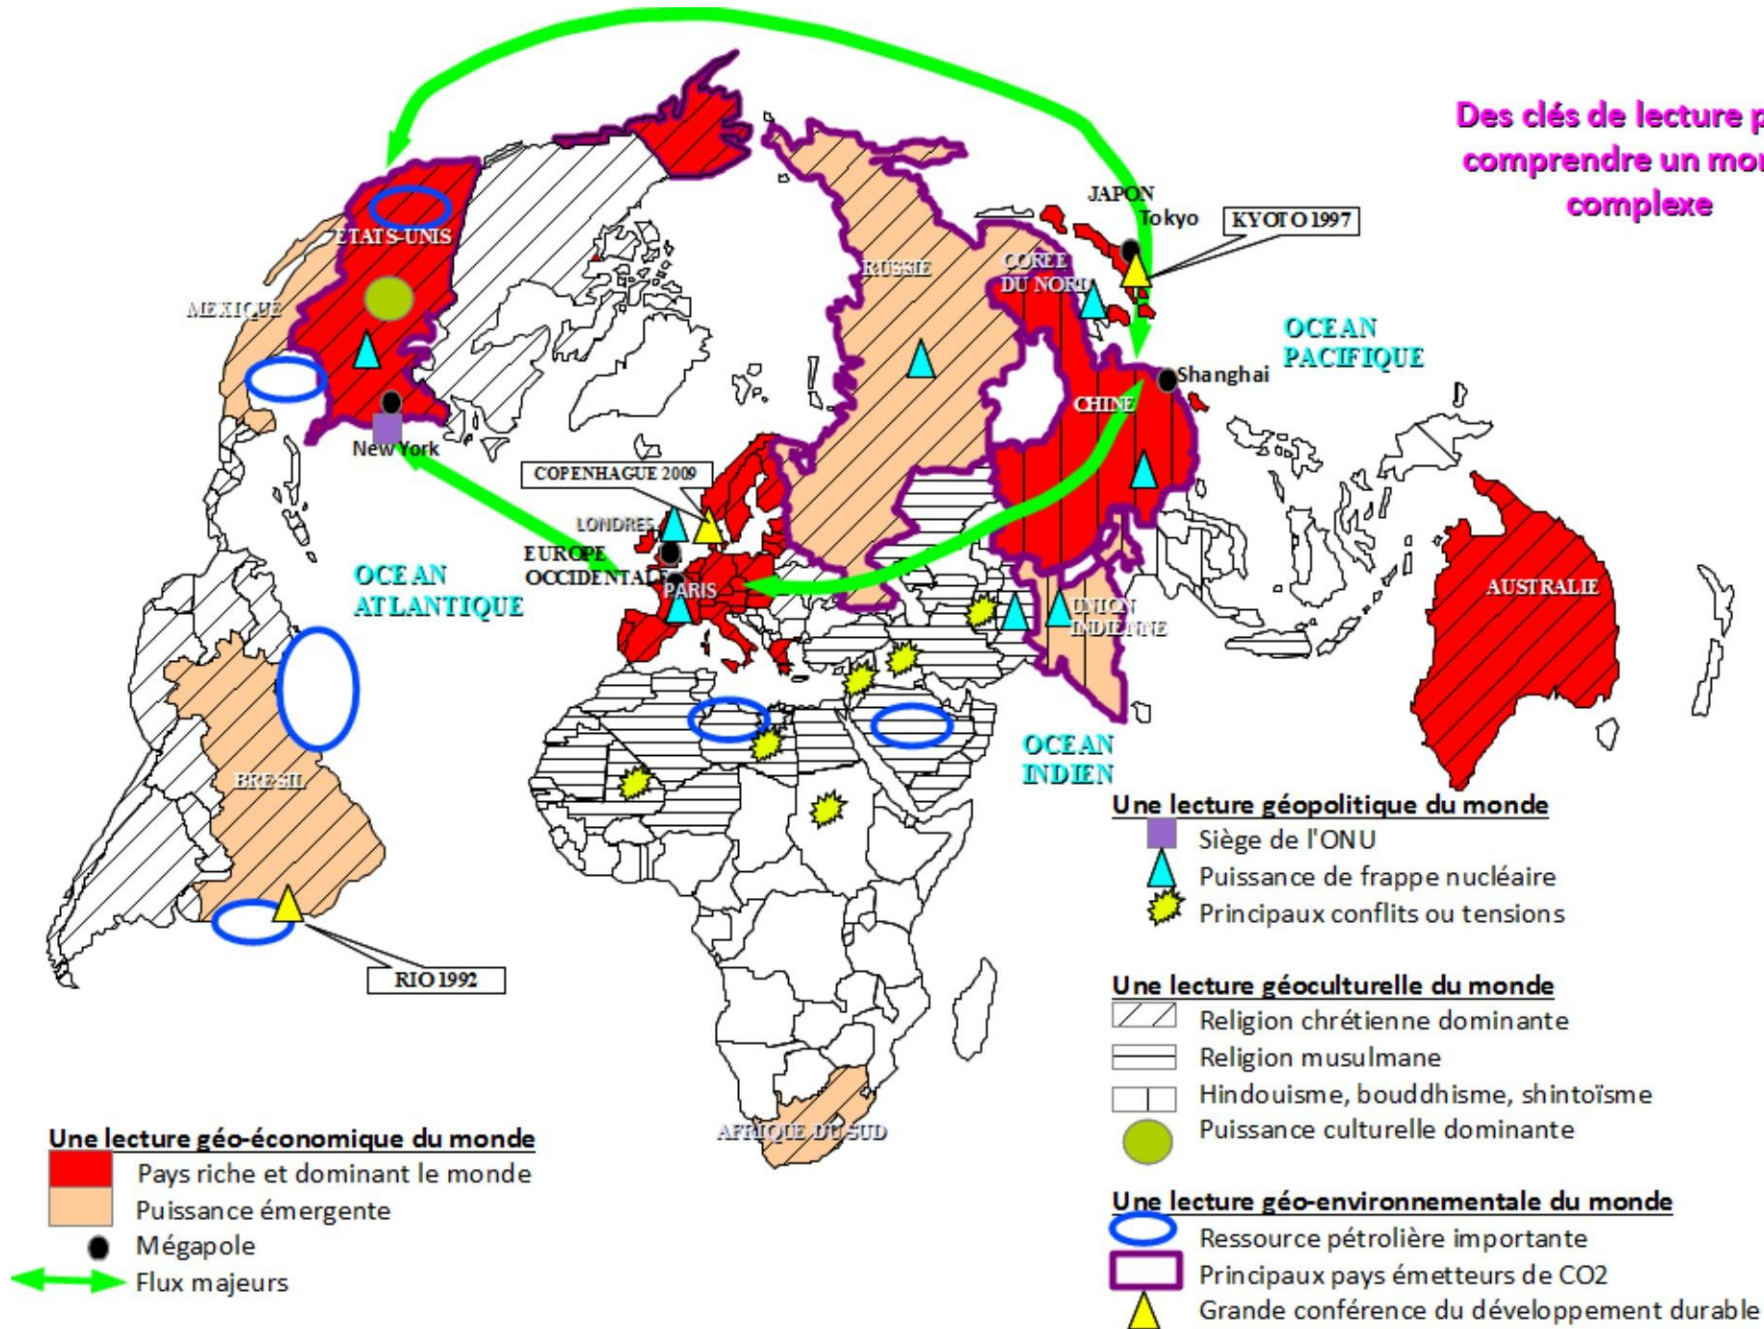 Des clés de lecture p
comprendre un mon
complexe
JAPON
Tokyo
KYOTO 1997
ETATS-UNIS
RUSSIE
COREE
DU NORD
MEXIQUE
OCEAN
PACIFIQUE
Shanghai
CHINE
New York
COPENHAGUE 2009
LONDRES
EUROPE
OCCIDENTALE
PARIS
OCEAN
ATLANTIQUE
UNION
INDIENNE
AUSTRALIE
OCEAN
INDIEN
BRESIL
RIO 1992
AFRIQUE DU SUD
Une lecture géopolitique du monde
Siège de l'ONU
Puissance de frappe nucléaire
Principaux conflits ou tensions
Une lecture géoculturelle du monde
Religion chrétienne dominante
Religion musulmane
Hindouisme, bouddhisme, shintoïsme
Puissance culturelle dominante
Une lecture géo-économique du monde
Pays riche et dominant le monde
Puissance émergente
Mégapole
Flux majeurs
Une lecture géo-environnementale du monde
Ressource pétrolière importante
Principaux pays émetteurs de CO2
Grande conférence du développement durable